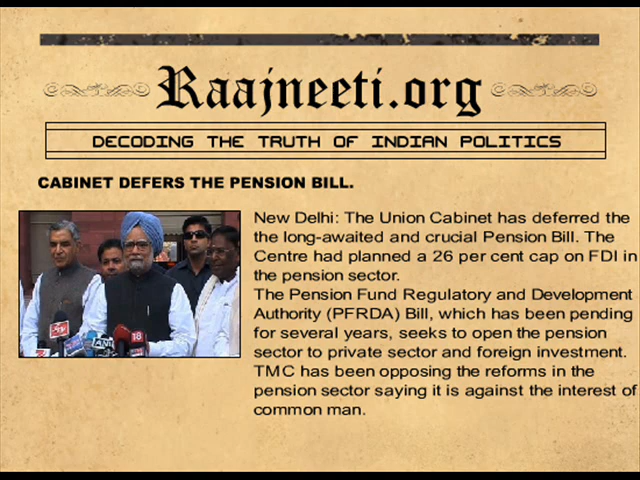 Raajneeti.org
DECODING THE TRUTH OF INDIAN POLITICS
CABINET DEFERS THE PENSION BILL.
New Delhi: The Union Cabinet has deferred the
the long-awaited and crucial Pension Bill. The
Centre had planned a 26 per cent cap on FDI in
the pension sector.
The Pension Fund Regulatory and Development
Authority (PFRDA) Bill, which has been pending
for several years, seeks to open the pension
sector to private sector and foreign investment.
TMC has been opposing the reforms in the
pension sector saying it is against the interest of
common man.
ANI
18